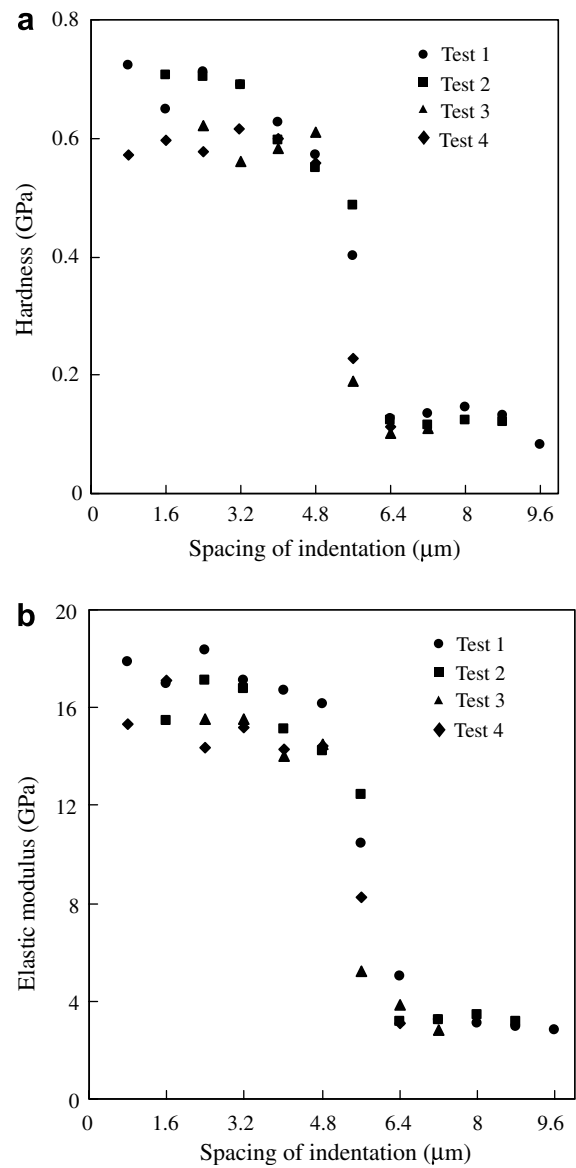 a
0.8
0.6
0.4
0.2
0
Hardness (GPa)
Test 1
Test 2
Test 3
Test 4
0 1.6 3.2 4.8 6.4 8 9.6
Spacing of indentation (μm)
b
20
16
12
8
4
0
Elastic modulus (GPa)
Test 1
Test 2
Test 3
Test 4
0 1.6 3.2 4.8 6.4 8 9.6
Spacing of indentation (μm)